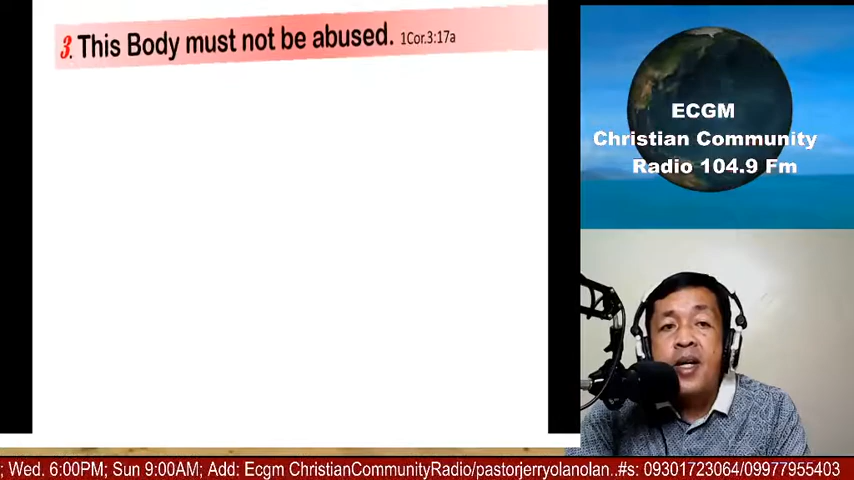 3. This Body must not be abused. 1Cor.3:17a
ECGM
Christian Community
Radio 104.9 Fm
; Wed. 6:00PM; Sun 9:00AM; Add: Ecgm ChristianCommunityRadio/pastorjerryolanolan..#s: 09301723064/09977955403